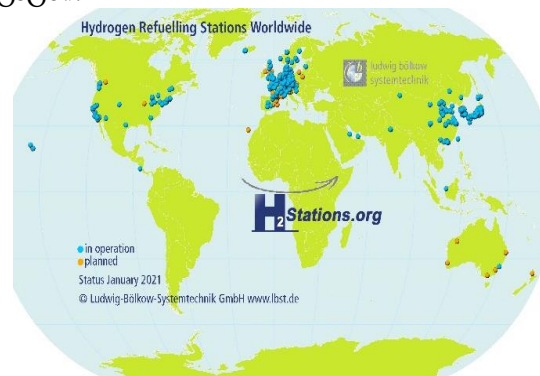 Hydrogen Refuelling Stations Worldwide
ludwig bölkow
systemtechnik
H2Stations.org
in operation
planned
Status January 2021
© Ludwig-Bölkow-Systemtechnik GmbH www.lbst.de